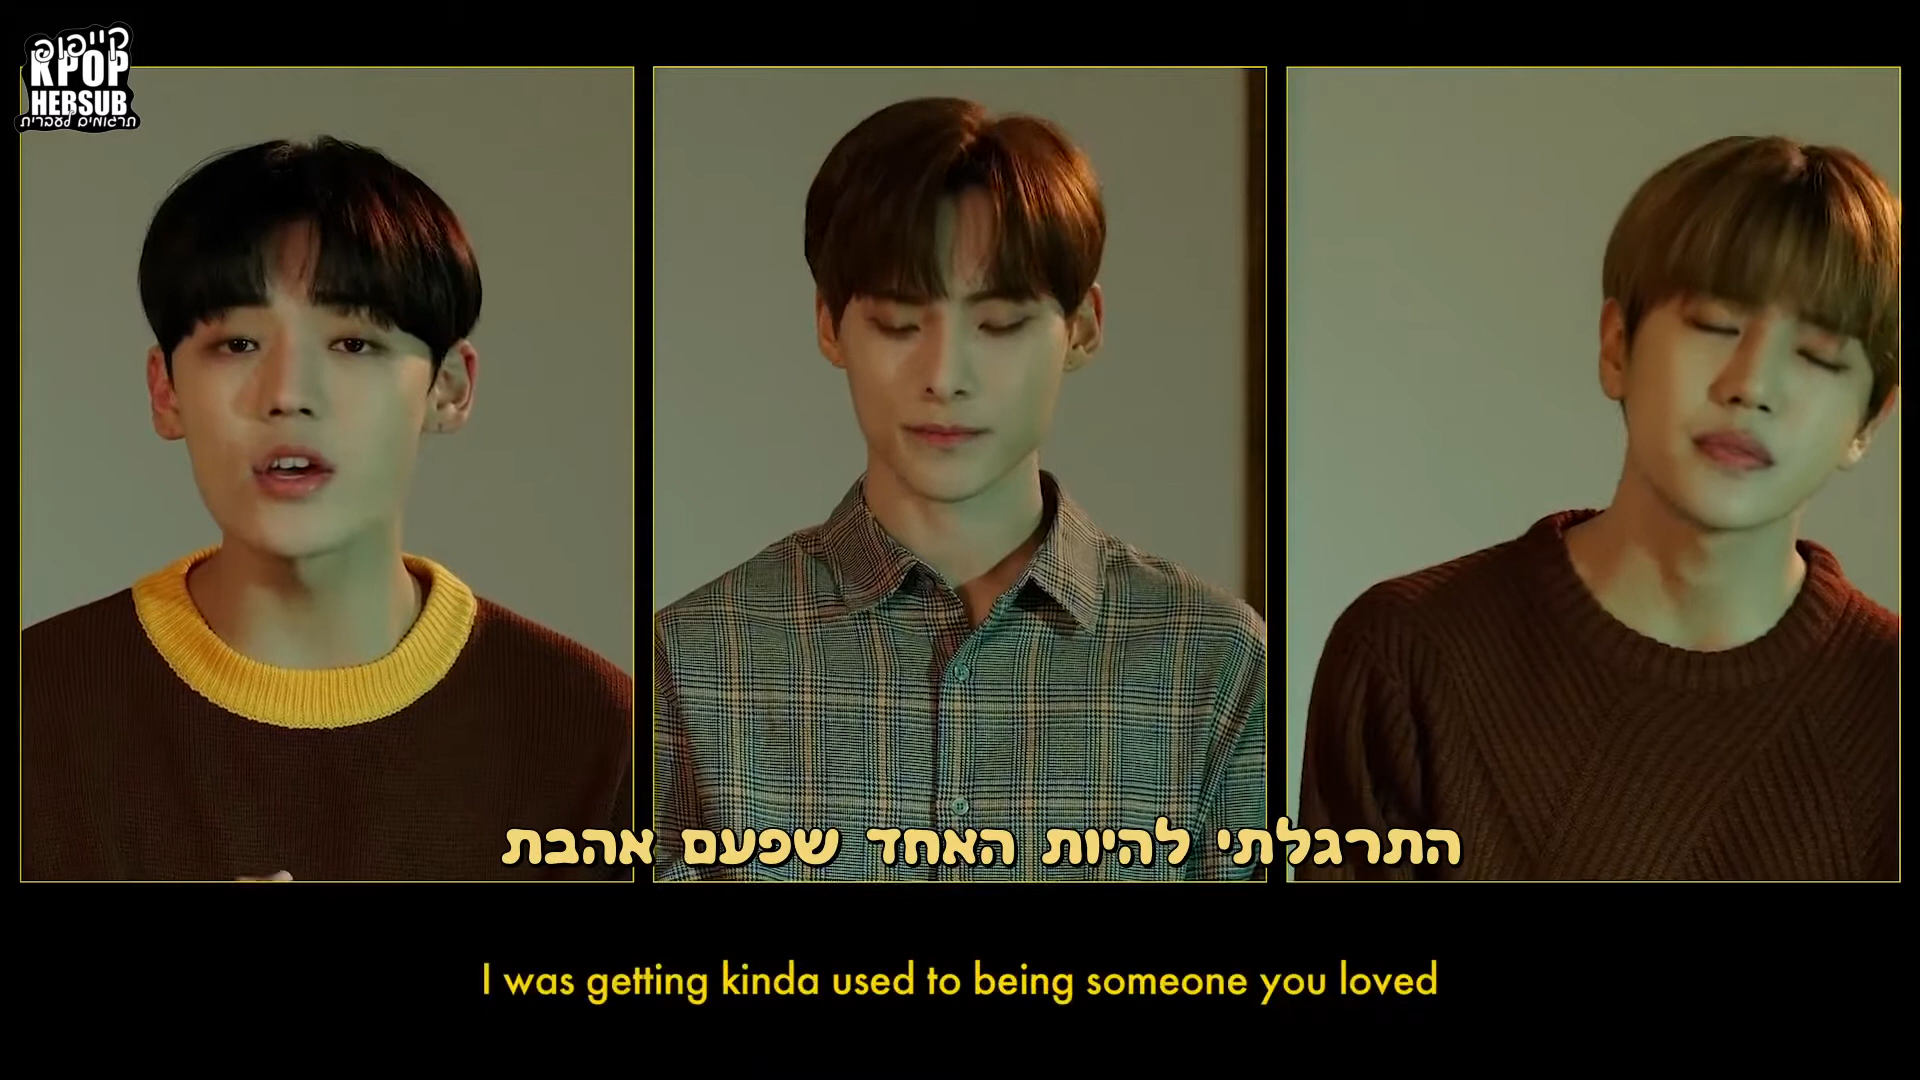 קייפופ
KPOP
HEBSUB
תרגומים לעברית
התרגלתי להיות האחד שפעם אהבת
I was getting kinda used to being someone you loved